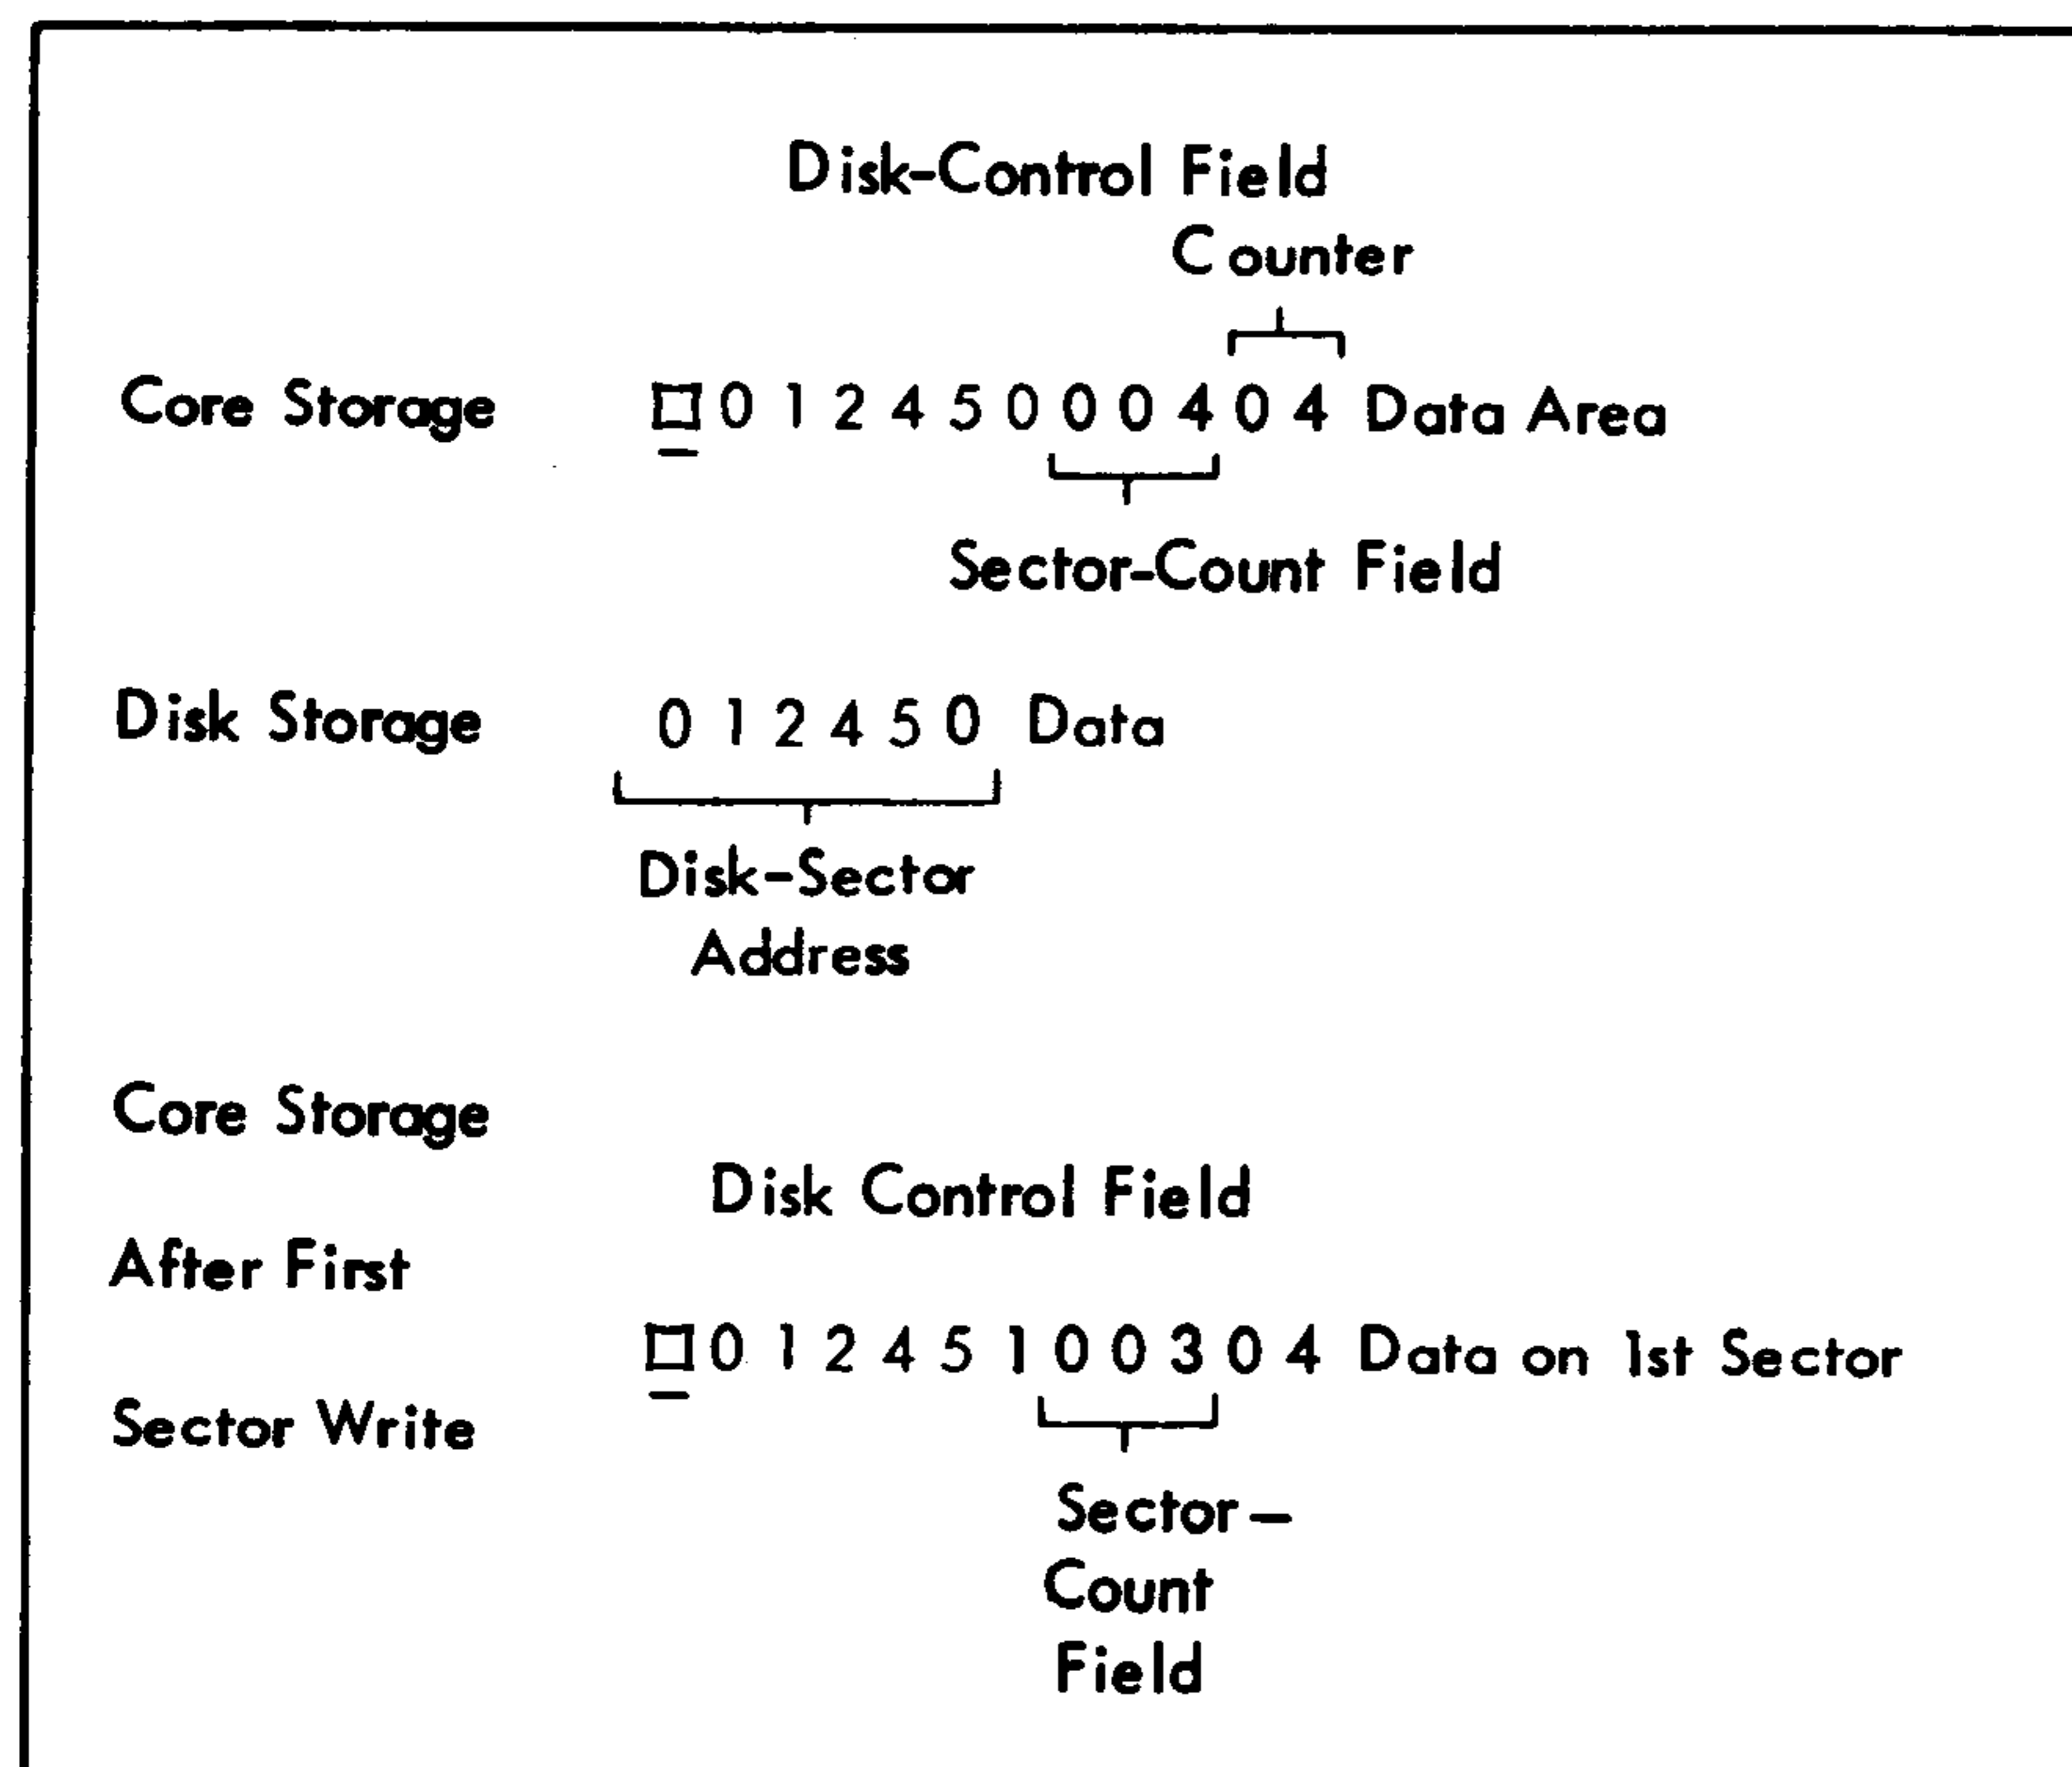 Disk-Control Field
Counter
Core Storage □ 0 1 2 4 5 0 0 0 4 0 4 Data Area
Sector-Count Field
Disk Storage 0 1 2 4 5 0 Data
Disk-Sector
Address
Core Storage
Disk Control Field
After First
□ 0 1 2 4 5 1 0 0 3 0 4 Data on 1st Sector
Sector Write
Sector-
Count
Field